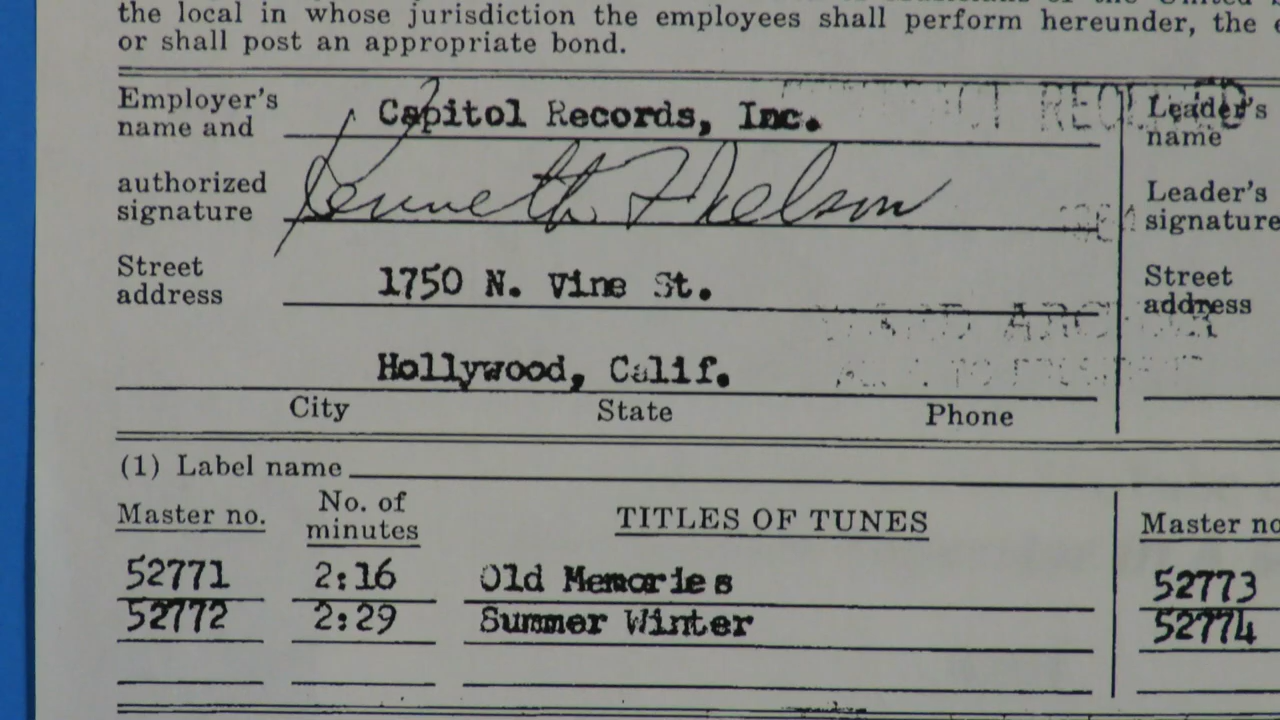 the local in whose jurisdiction the employees shall perform hereunder, the
or shall post an appropriate bond.
Employer's
name and
Capitol Records, Inc.
authorized
signature
Kenneth F Nelson
Street
address
1750 N. Vine St.
Hollywood, Calif.
City State Phone
Leader's
name
Leader's
signature
Street
address
(1) Label name
Master no. No. of minutes TITLES OF TUNES Master no
52771 2:16 Old Memories 52773
52772 2:29 Summer Winter 52774